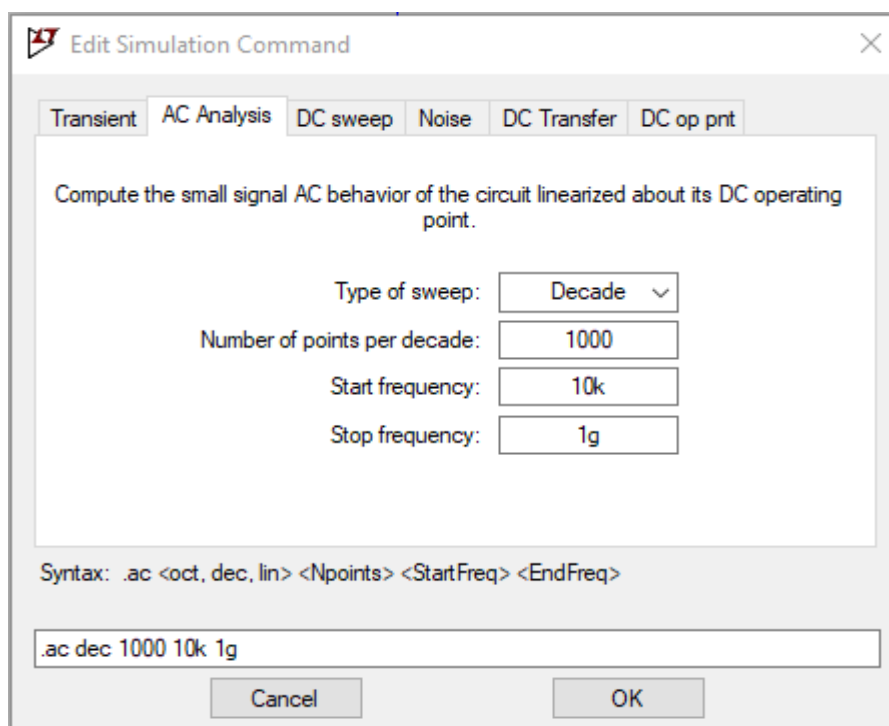 Edit Simulation Command
Transient AC Analysis DC sweep Noise DC Transfer DC op pnt
Compute the small signal AC behavior of the circuit linearized about its DC operating
point.
Type of sweep: Decade
Number of points per decade: 1000
Start frequency: 10k
Stop frequency: 1g
Syntax: .ac <oct, dec, lin> <Npoints> <StartFreq> <EndFreq>
.ac dec 1000 10k 1g
Cancel OK